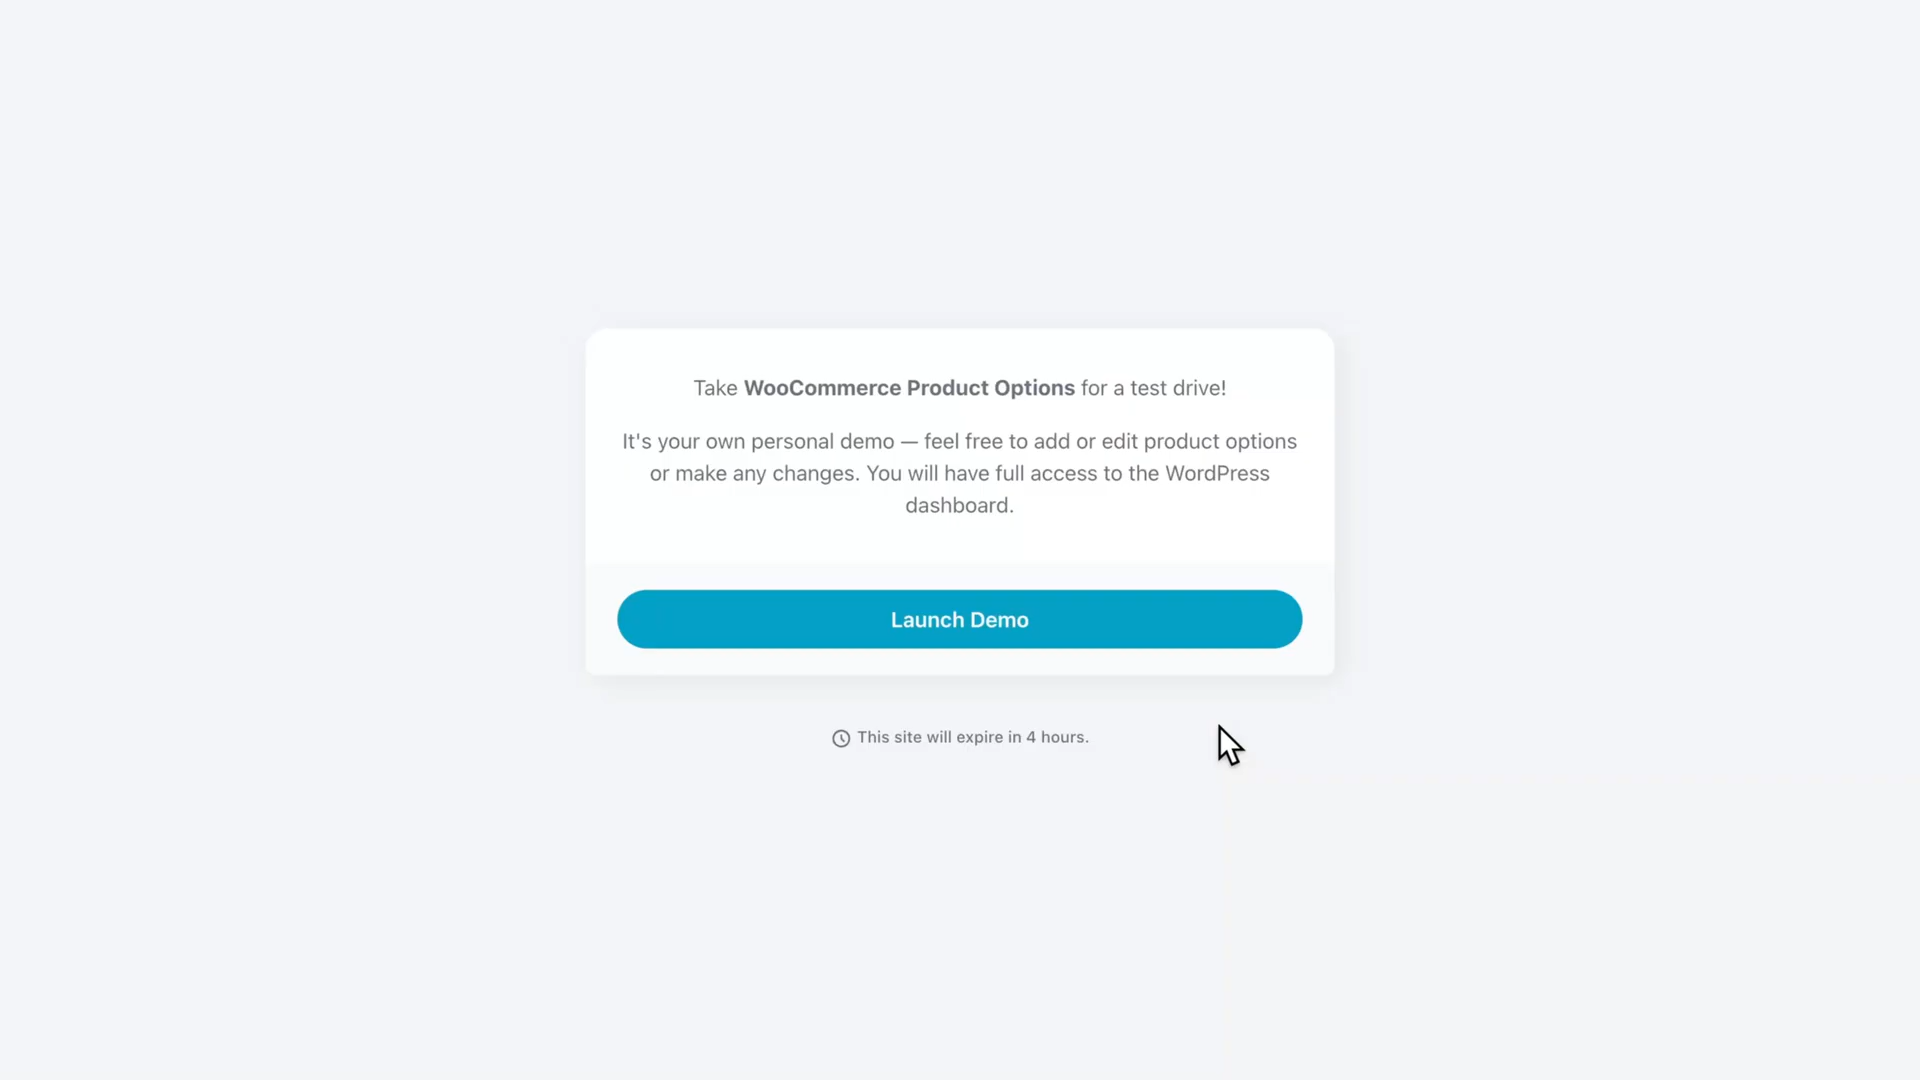 Take WooCommerce Product Options for a test drive!
It's your own personal demo — feel free to add or edit product options
or make any changes. You will have full access to the WordPress
dashboard.
Launch Demo
This site will expire in 4 hours.